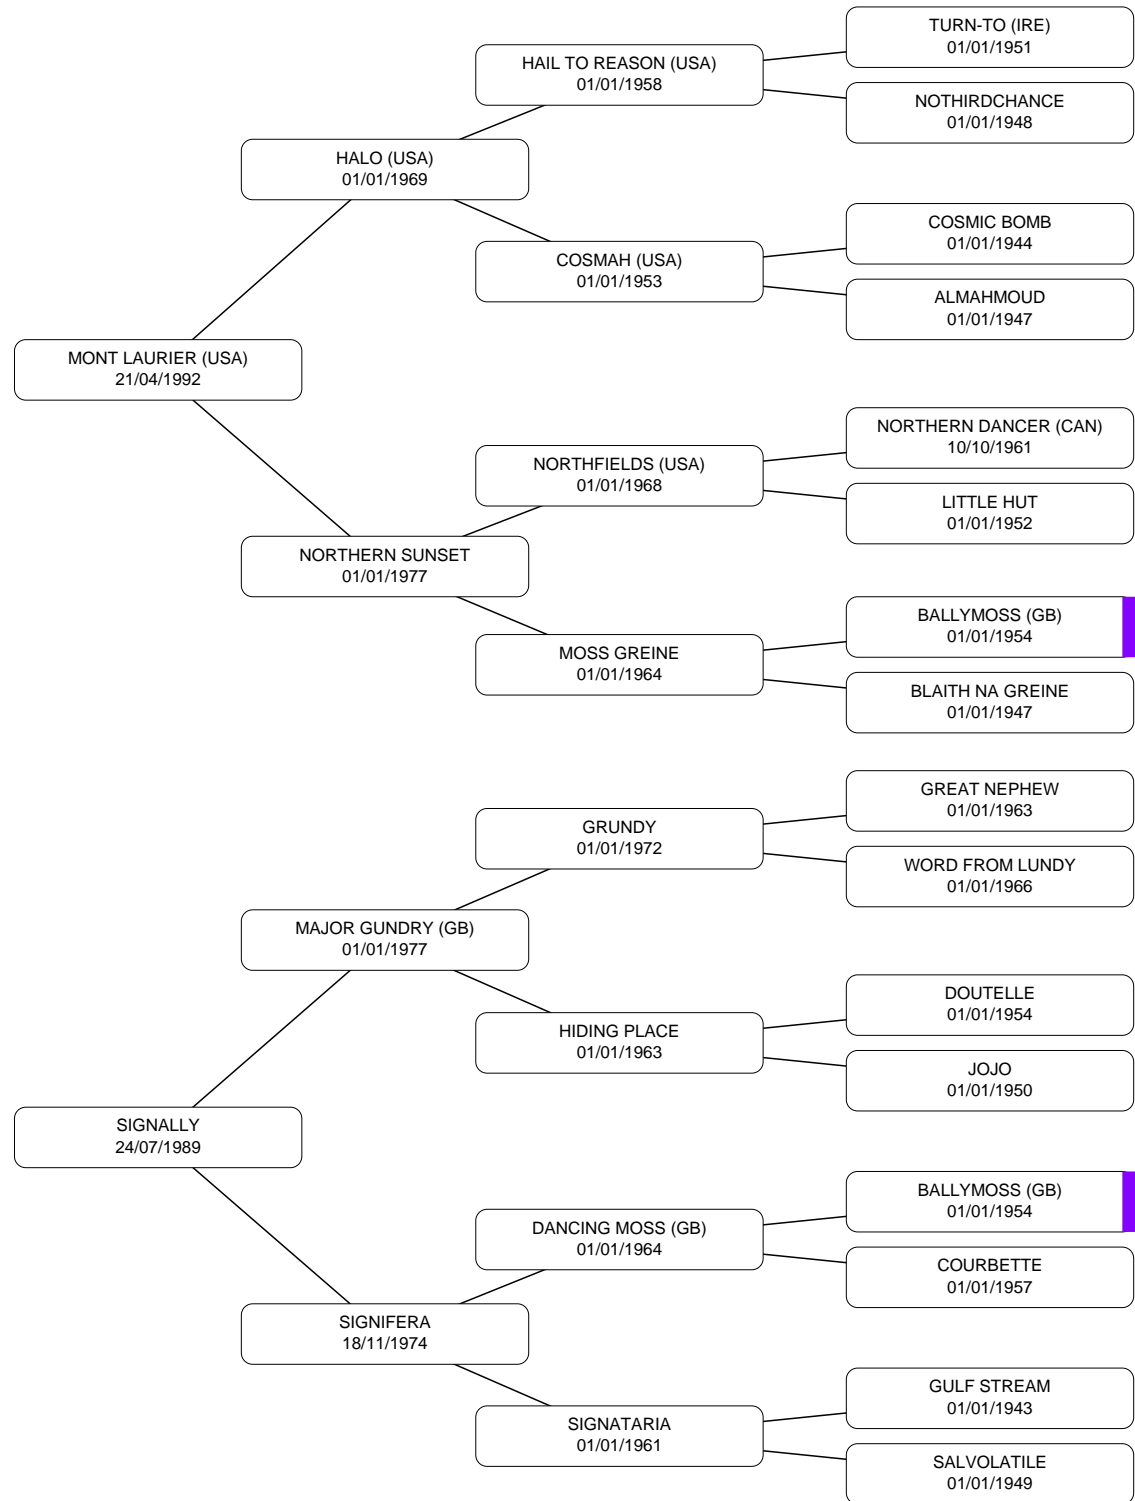 TURN-TO (IRE)
01/01/1951
HAIL TO REASON (USA)
01/01/1958
NOTHIRDCHANCE
01/01/1948
HALO (USA)
01/01/1969
COSMIC BOMB
01/01/1944
COSMAH (USA)
01/01/1953
ALMAHMOUD
01/01/1947
MONT LAURIER (USA)
21/04/1992
NORTHERN DANCER (CAN)
10/10/1961
NORTHFIELDS (USA)
01/01/1968
LITTLE HUT
01/01/1952
NORTHERN SUNSET
01/01/1977
BALLYMOSS (GB)
01/01/1954
MOSS GREINE
01/01/1964
BLAITH NA GREINE
01/01/1947
GREAT NEPHEW
01/01/1963
GRUNDY
01/01/1972
WORD FROM LUNDY
01/01/1966
MAJOR GUNDRY (GB)
01/01/1977
DOUTELLE
01/01/1954
HIDING PLACE
01/01/1963
JOJO
01/01/1950
SIGNALLY
24/07/1989
BALLYMOSS (GB)
01/01/1954
DANCING MOSS (GB)
01/01/1964
COURBETTE
01/01/1957
SIGNIFERA
18/11/1974
GULF STREAM
01/01/1943
SIGNATARIA
01/01/1961
SALVOLATILE
01/01/1949